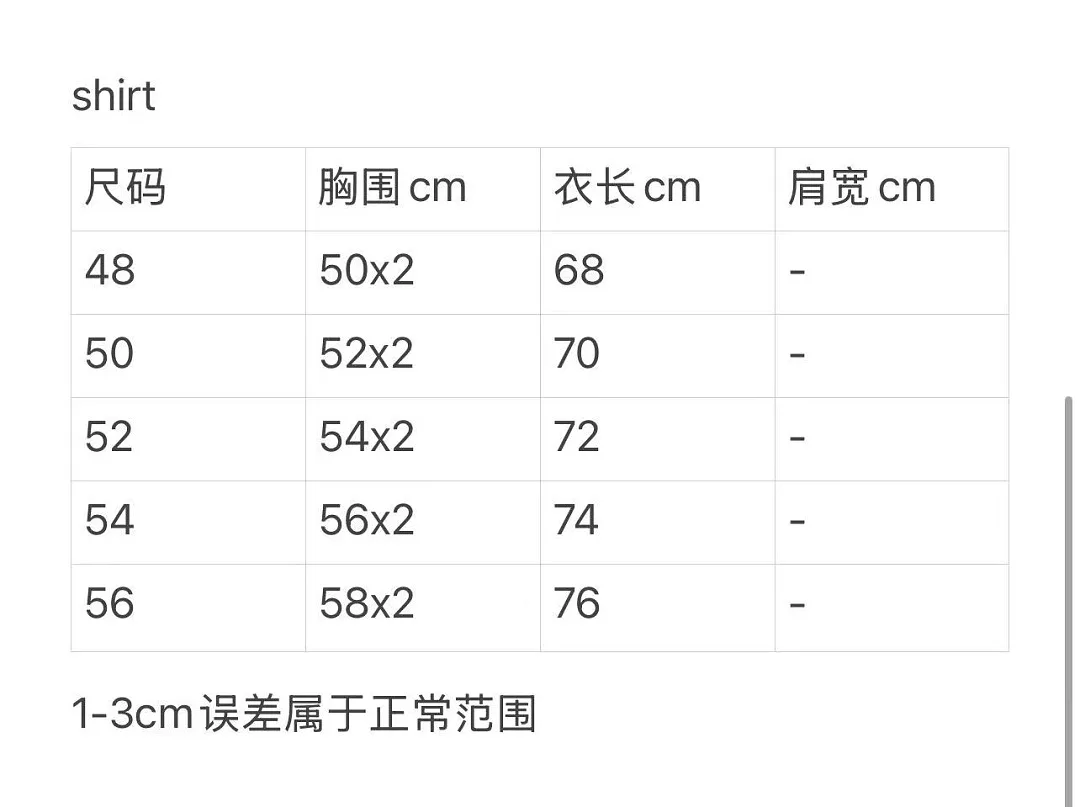 shirt
尺码 胸围cm 衣长cm 肩宽cm
48 50x2 68 -
50 52x2 70 -
52 54x2 72 -
54 56x2 74 -
56 58x2 76 -
1-3cm误差属于正常范围